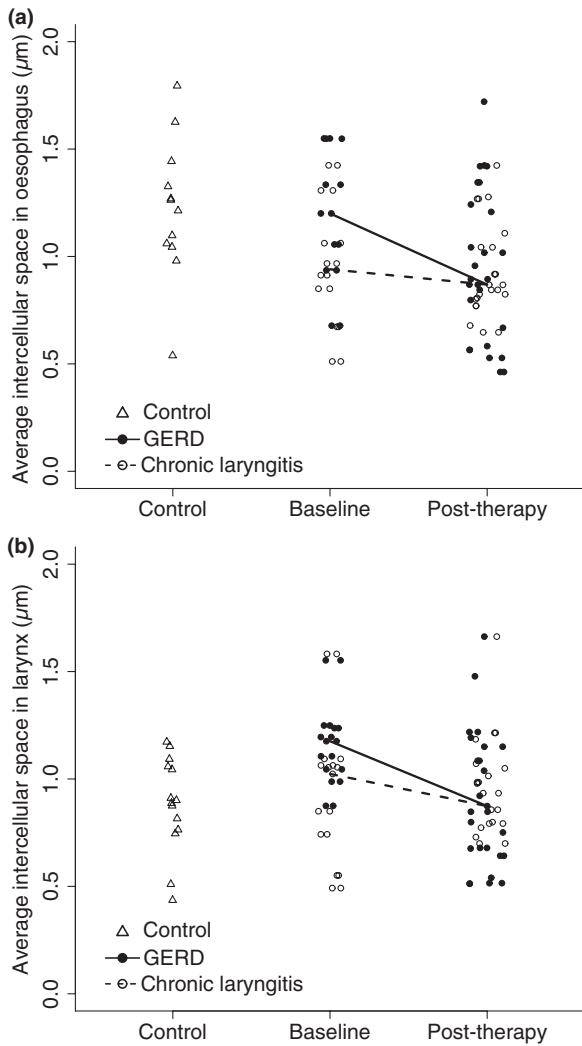 (a)
Average intercellular space in oesophagus (μm)
2.0
1.5
1.0
0.5
0.0
Control
GERD
Chronic laryngitis
Control Baseline Post-therapy
(b)
Average intercellular space in larynx (μm)
2.0
1.5
1.0
0.5
0.0
Control
GERD
Chronic laryngitis
Control Baseline Post-therapy